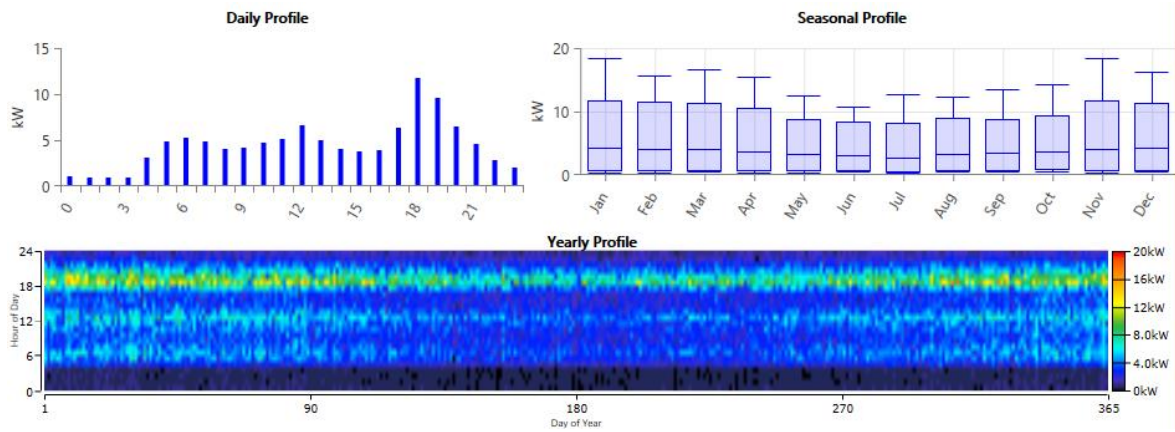 Daily Profile
15
10
5
0
kW
0
3
6
9
12
15
18
21
Seasonal Profile
20
10
0
kW
Jan
Feb
Mar
Apr
May
Jun
Jul
Aug
Sep
Oct
Nov
Dec
Yearly Profile
24
18
12
6
0
Hour of Day
1
90
180
270
365
Day of Year
20kW
16kW
12kW
8.0kW
4.0kW
0kW